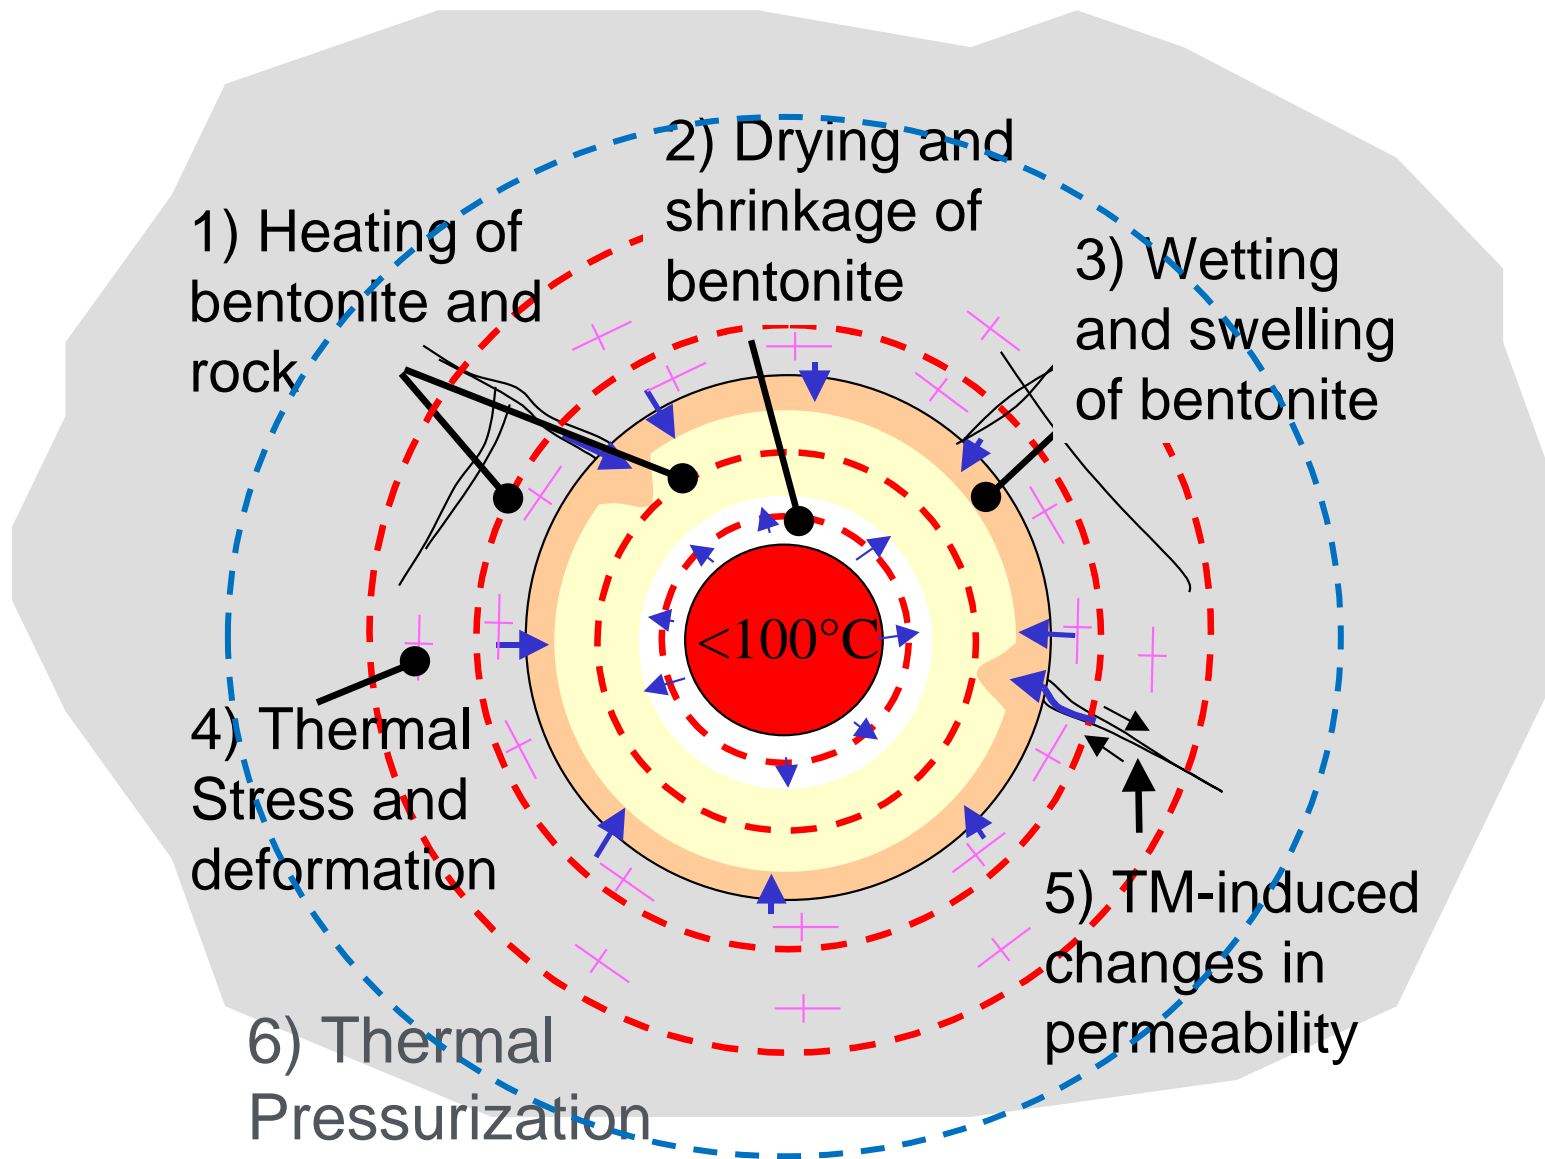 2) Drying and
shrinkage of
bentonite
1) Heating of
bentonite and
rock
3) Wetting
and swelling
of bentonite
<100°C
4) Thermal
Stress and
deformation
5) TM-induced
changes in
permeability
6) Thermal
Pressurization